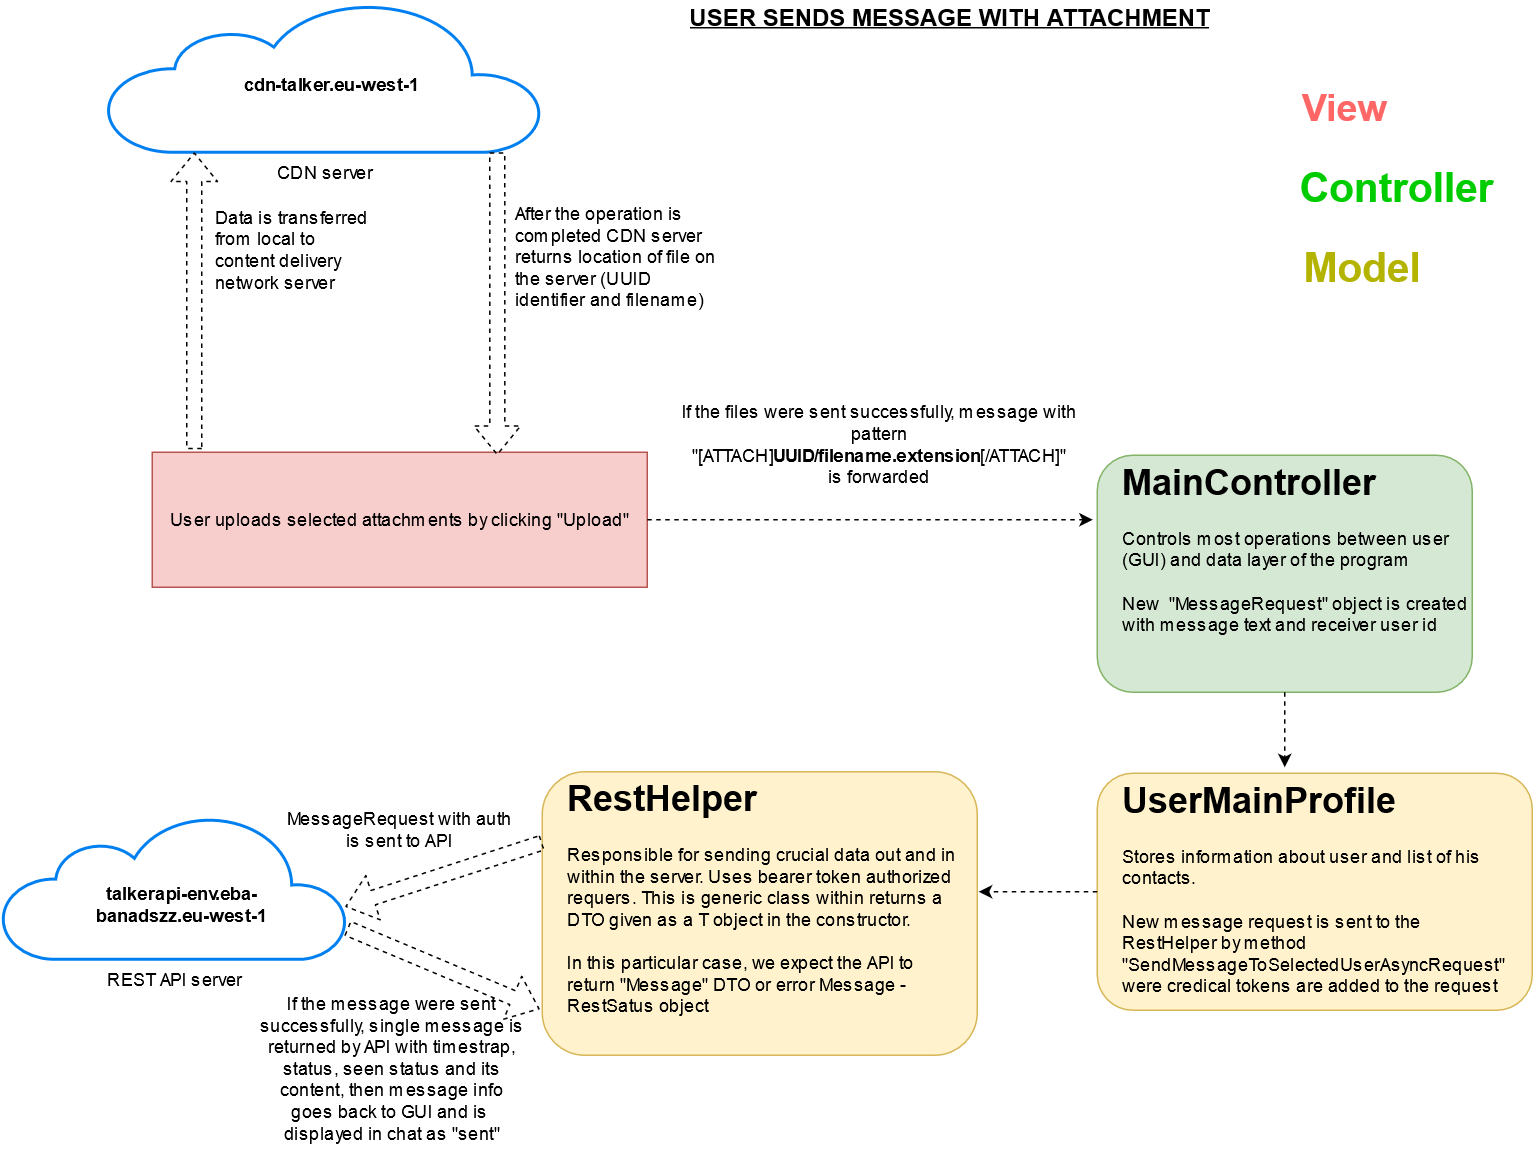 USER SENDS MESSAGE WITH ATTACHMENT
cdn-talker.eu-west-1
CDN server
View
Controller
Model
Data is transferred
from local to
content delivery
network server
After the operation is
completed CDN server
returns location of file on
the server (UUID
identifier and filename)
User uploads selected attachments by clicking "Upload"
If the files were sent successfully, message with
pattern
"[ATTACH]UUID/filename.extension[/ATTACH]"
is forwarded
MainController
Controls most operations between user
(GUI) and data layer of the program
New "MessageRequest" object is created
with message text and receiver user id
UserMainProfile
Stores information about user and list of his
contacts.
New message request is sent to the
RestHelper by method
"SendMessageToSelectedUserAsyncRequest"
were credical tokens are added to the request
RestHelper
Responsible for sending crucial data out and in
within the server. Uses bearer token authorized
requers. This is generic class within returns a
DTO given as a T object in the constructor.
In this particular case, we expect the API to
return "Message" DTO or error Message -
RestSatus object
MessageRequest with auth
is sent to API
talkerapi-env.eba-
banadszz.eu-west-1
REST API server
If the message were sent
successfully, single message is
returned by API with timestrap,
status, seen status and its
content, then message info
goes back to GUI and is
displayed in chat as "sent"